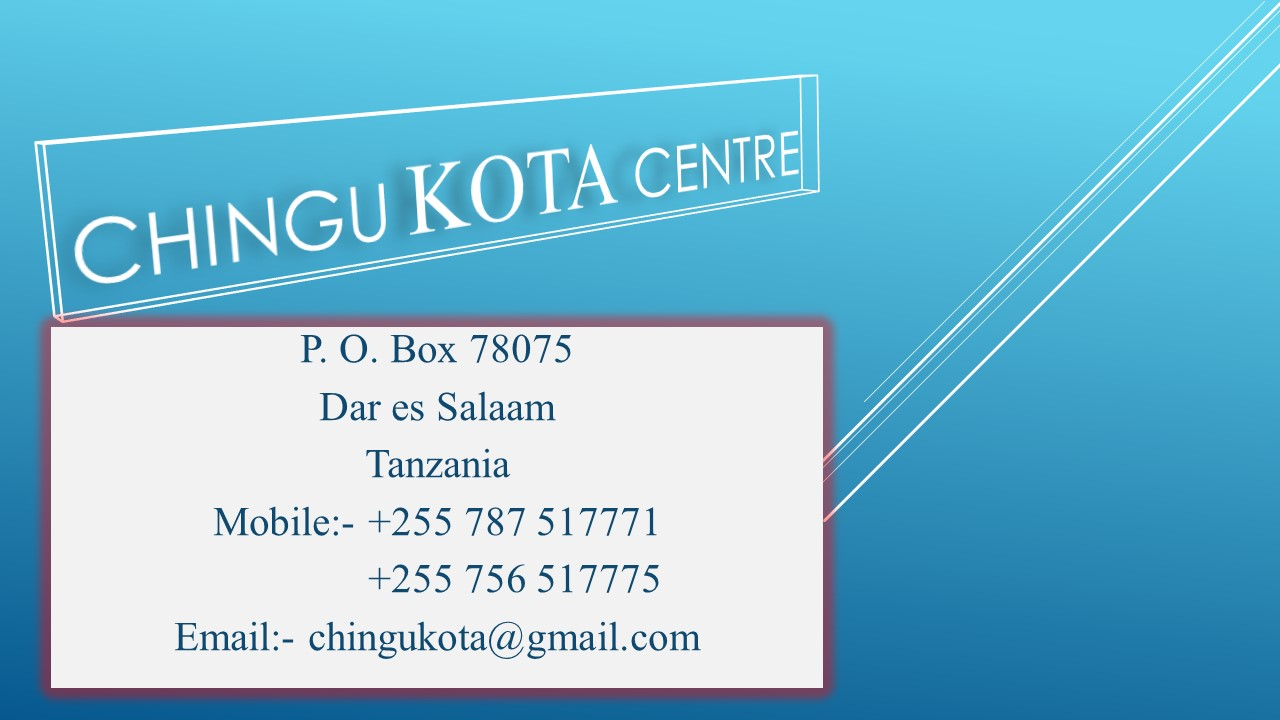 CHINGU KOTA CENTRE
P. O. Box 78075
Dar es Salaam
Tanzania
Mobile:- +255 787 517771
+255 756 517775
Email:- chingukota@gmail.com